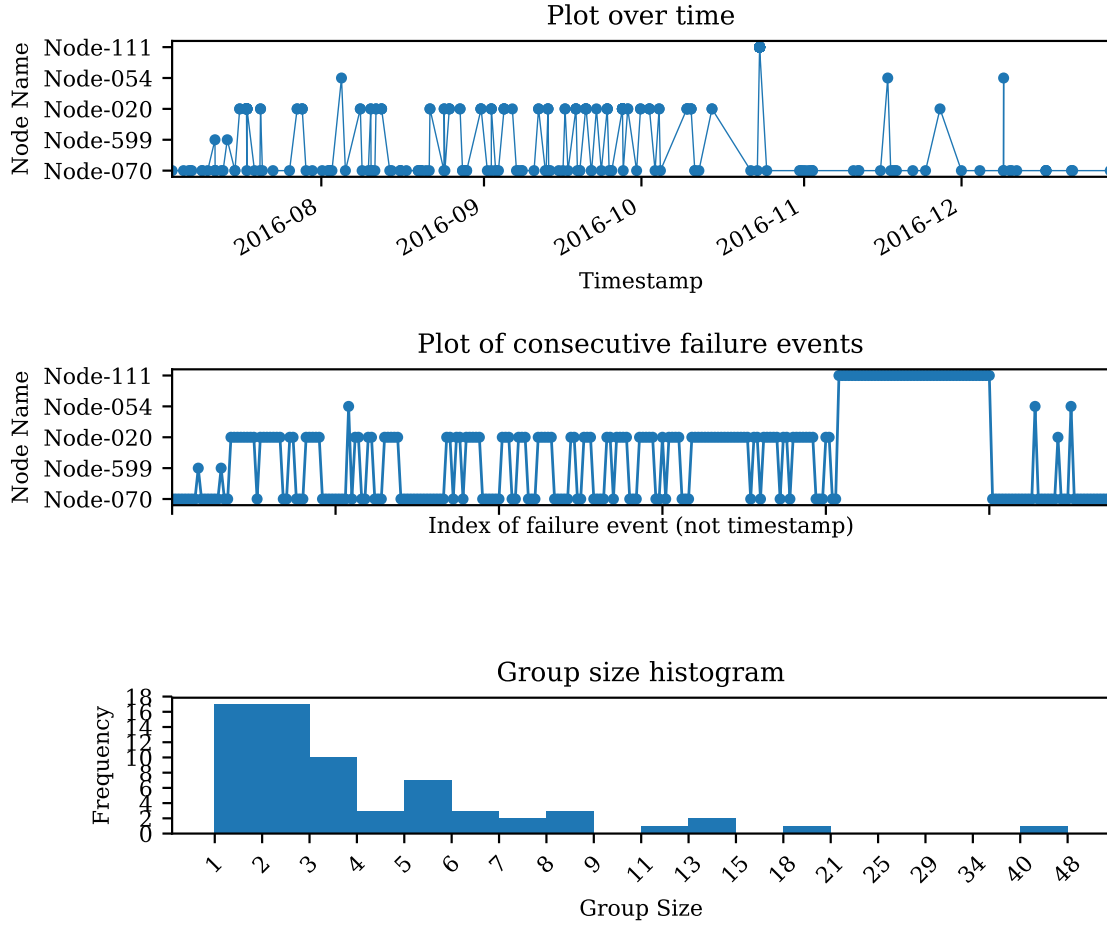 Plot over time
Node Name
Node-111
Node-054
Node-020
Node-599
Node-070
2016-08
2016-09
2016-10
2016-11
2016-12
Timestamp
Plot of consecutive failure events
Node Name
Node-111
Node-054
Node-020
Node-599
Node-070
Index of failure event (not timestamp)
Group size histogram
Frequency
18
16
14
12
10
8
6
4
2
0
1
2
3
4
5
6
7
8
9
11
13
15
18
21
25
29
34
40
48
Group Size